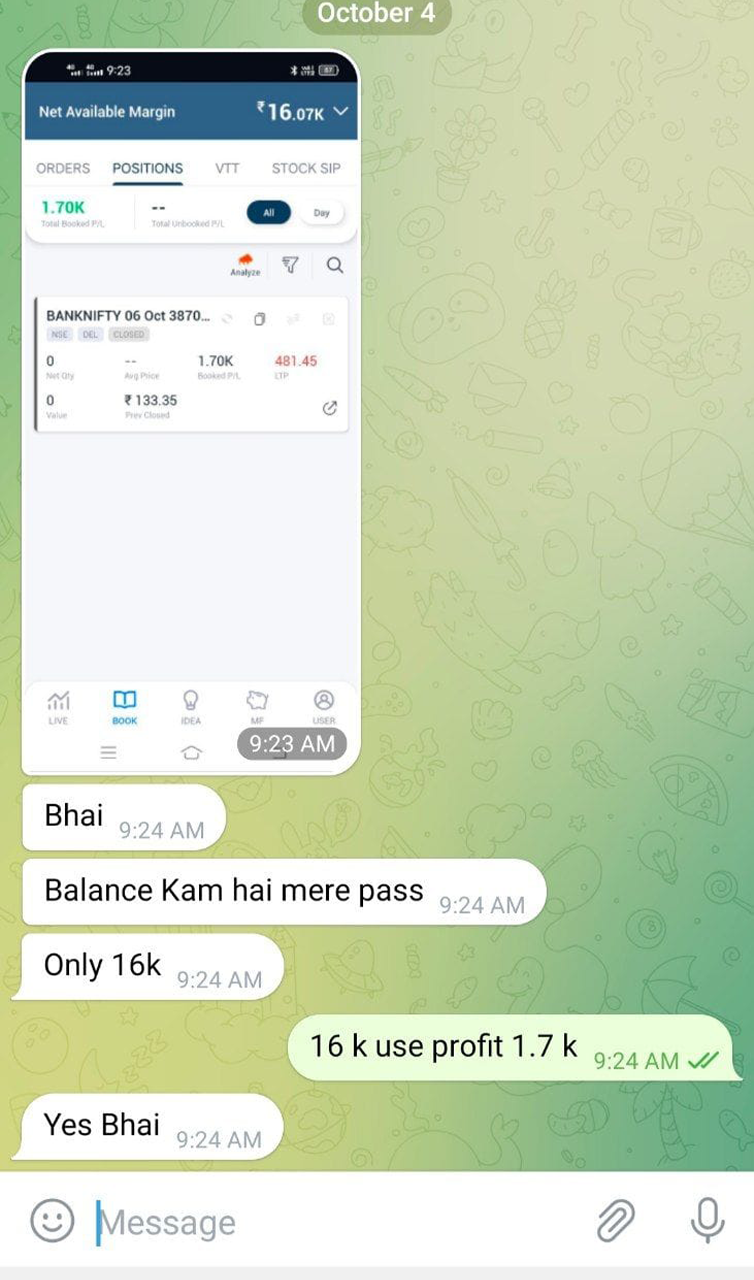 October 4
9:23
87
Net Available Margin ₹16.07K
ORDERS POSITIONS VTT STOCK SIP
1.70K -- All Day
Total Booked P/L Total Unbooked P/L
Analyze
BANKNIFTY 06 Oct 3870...
NSE DEL CLOSED
0 -- 1.70K 481.45
Net Qty Avg Price Booked P/L LTP
0 ₹ 133.35
Value Prev Closed
LIVE BOOK IDEA MF USER
9:23 AM
Bhai 9:24 AM
Balance Kam hai mere pass 9:24 AM
Only 16k 9:24 AM
16 k use profit 1.7 k 9:24 AM
Yes Bhai 9:24 AM
Message